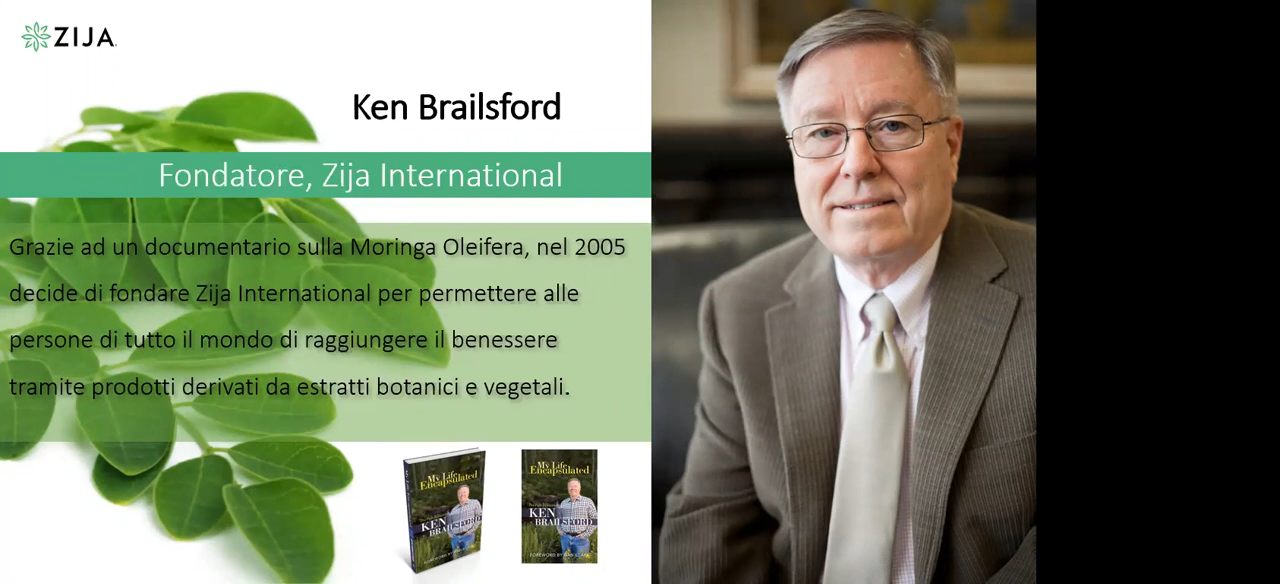 ZIJA
Ken Brailsford
Fondatore, Zija International
Grazie ad un documentario sulla Moringa Oleifera, nel 2005
decide di fondare Zija International per permettere alle
persone di tutto il mondo di raggiungere il benessere
tramite prodotti derivati da estratti botanici e vegetali.
My Life
Encapsulated
KEN
BRAILSFORD
My Life
Encapsulated
KEN
BRAILSFORD
FOREWORD BY